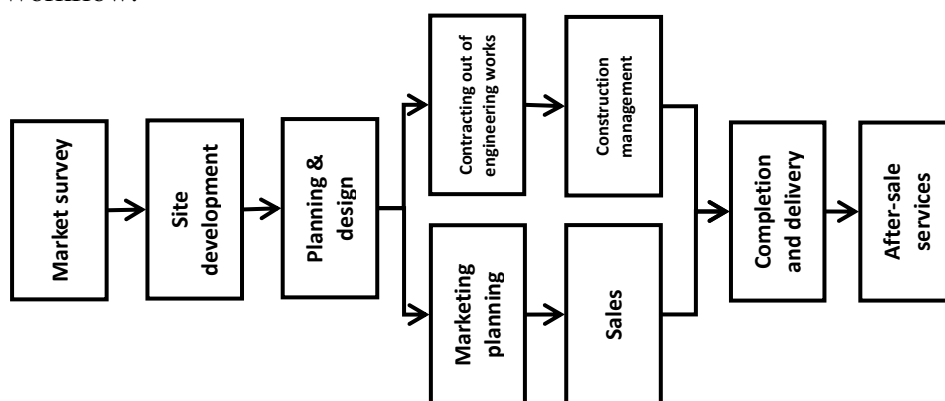 Market survey
Site
development
Planning &
design
Contracting out of
engineering works
Construction
management
Marketing
planning
Sales
Completion
and delivery
After-sale
services